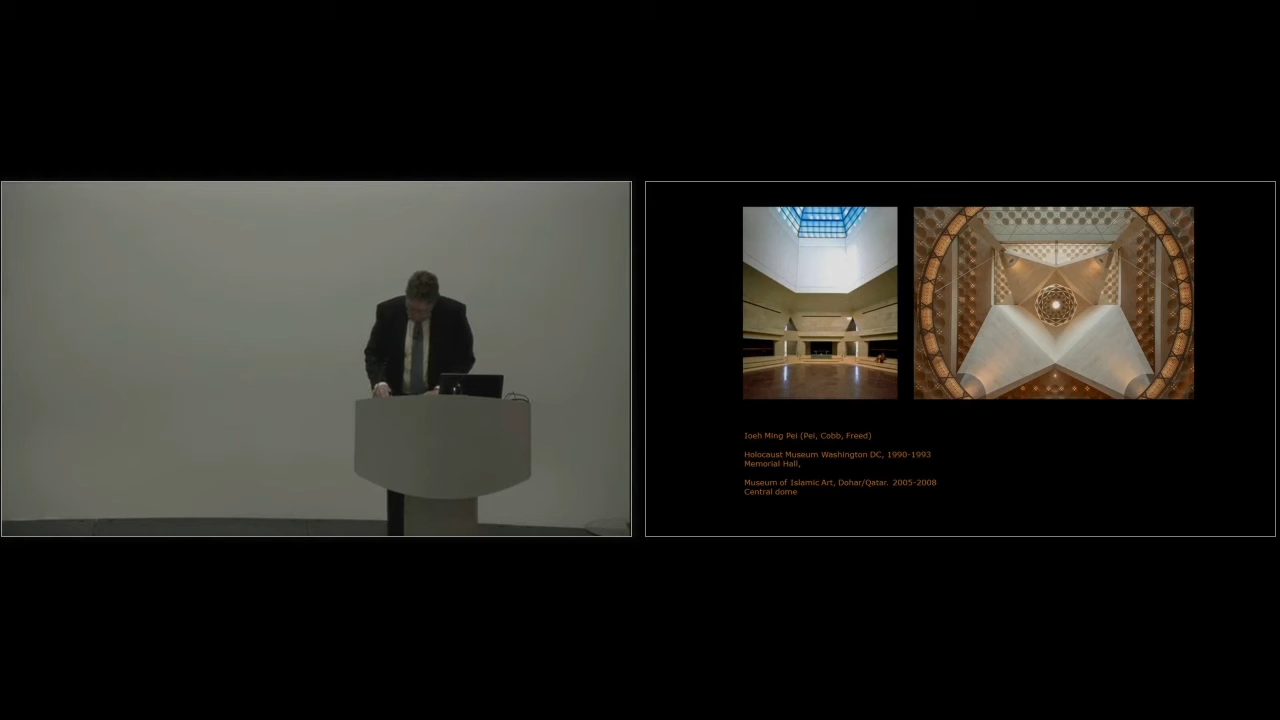 Ioeh Ming Pei (Pei, Cobb, Freed)
Holocaust Museum Washington DC, 1990-1993
Memorial Hall,
Museum of Islamic Art, Dohar/Qatar. 2005-2008
Central dome